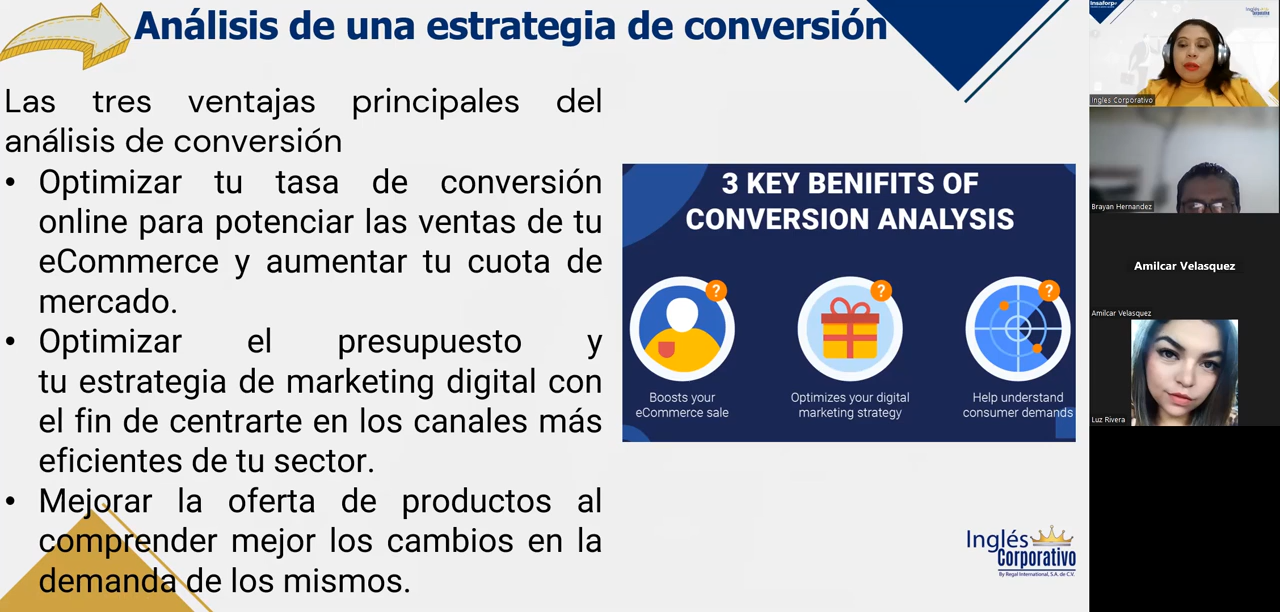 Análisis de una estrategia de conversión
Las tres ventajas principales del
análisis de conversión
• Optimizar tu tasa de conversión
online para potenciar las ventas de tu
eCommerce y aumentar tu cuota de
mercado.
• Optimizar el presupuesto y
tu estrategia de marketing digital con
el fin de centrarte en los canales más
eficientes de tu sector.
• Mejorar la oferta de productos al
comprender mejor los cambios en la
demanda de los mismos.
3 KEY BENIFITS OF
CONVERSION ANALYSIS
?
?
?
Boosts your
eCommerce sale
Optimizes your digital
marketing strategy
Help understand
consumer demands
Inglés
Corporativo
By Regal International, S.A. de C.V.
Insaforp
Inglés
Corporativo
Ingles Corporativo
Brayan Hernandez
Amilcar Velasquez
Amilcar Velasquez
Luz Rivera